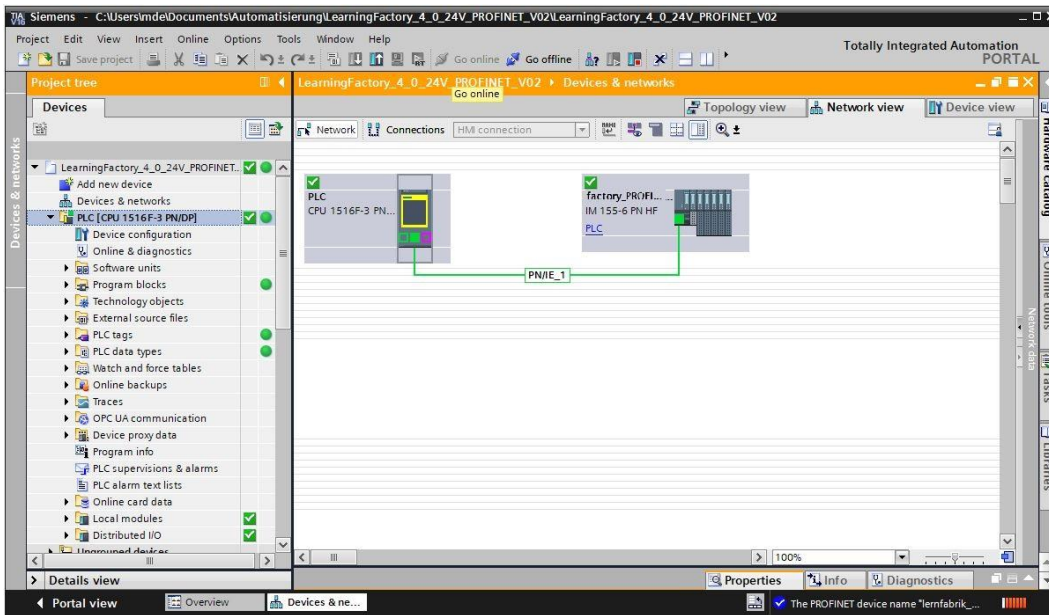 Siemens - C:\Users\mde\Documents\Automatisierung\LearningFactory_4_0_24V_PROFINET_V02\LearningFactory_4_0_24V_PROFINET_V02
Project Edit View Insert Online Options Tools Window Help
Totally Integrated Automation
PORTAL
Save project Go online Go offline
Project tree
LearningFactory_4_0_24V_PROFINET_V02 Devices & networks
Go online
Devices
Topology view Network view Device view
Network Connections HMI connection
LearningFactory_4_0_24V_PROFINET..
Add new device
Devices & networks
PLC [CPU 1516F-3 PN/DP]
Device configuration
Online & diagnostics
Software units
Program blocks
Technology objects
External source files
PLC tags
PLC data types
Watch and force tables
Online backups
Traces
OPC UA communication
Device proxy data
Program info
PLC supervisions & alarms
PLC alarm text lists
Online card data
Local modules
Distributed I/O
Ungrouped devices
PLC
CPU 1516F-3 PN...
factory_PROFI...
IM 155-6 PN HF
PLC
PN/IE_1
100%
Devices & networks
Network data
Hardware catalog
Online tools
Tasks
Libraries
Details view
Properties Info Diagnostics
Portal view Overview Devices & ne...
The PROFINET device name "lernfabrik_...